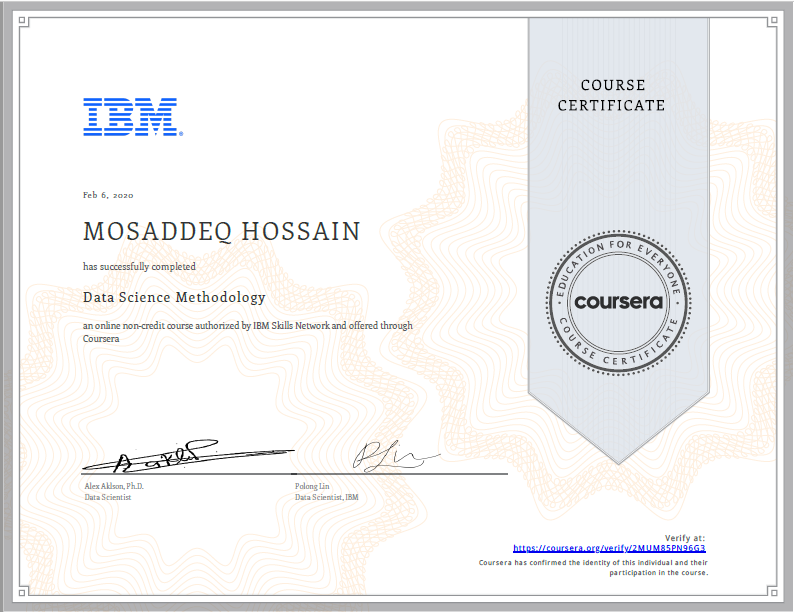 COURSE
CERTIFICATE
IBM®
Feb 6, 2020
MOSADDEQ HOSSAIN
has successfully completed
Data Science Methodology
an online non-credit course authorized by IBM Skills Network and offered through
Coursera
EDUCATION FOR EVERYONE
coursera
COURSE CERTIFICATE
Alex Aklson, Ph.D.
Data Scientist
Polong Lin
Data Scientist, IBM
Verify at:
https://coursera.org/verify/2MUM85PN96G3
Coursera has confirmed the identity of this individual and their
participation in the course.